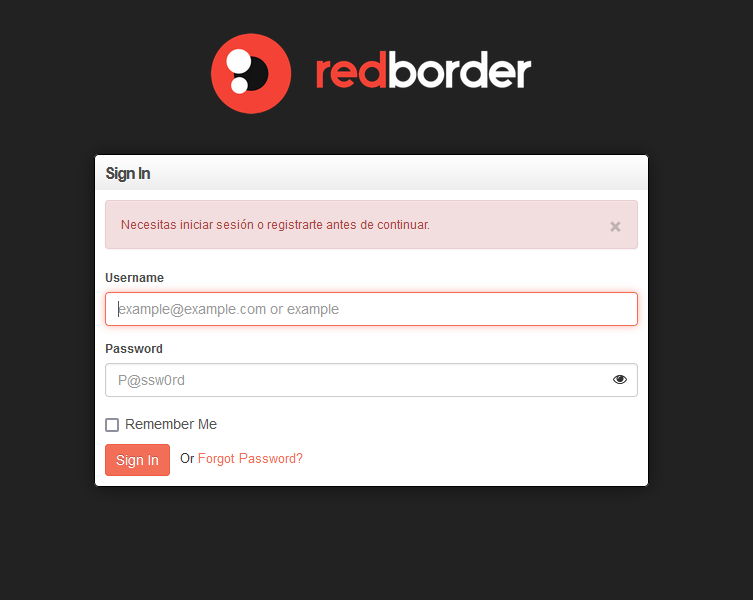 redborder
Sign In
Necesitas iniciar sesión o registrarte antes de continuar.
×
Username
example@example.com or example
Password
P@ssw0rd
Remember Me
Sign In Or Forgot Password?